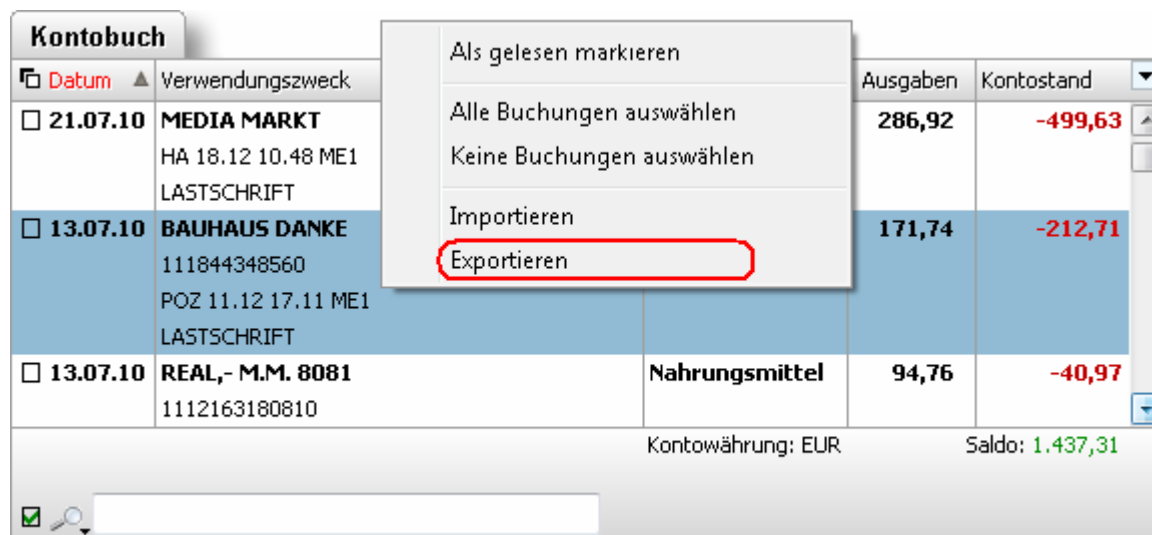 Kontobuch
Datum Verwendungszweck Ausgaben Kontostand
Als gelesen markieren
Alle Buchungen auswählen
Keine Buchungen auswählen
Importieren
Exportieren
21.07.10 MEDIA MARKT 286,92 -499,63
HA 18.12 10.48 ME1
LASTSCHRIFT
13.07.10 BAUHAUS DANKE 171,74 -212,71
111844348560
POZ 11.12 17.11 ME1
LASTSCHRIFT
13.07.10 REAL,- M.M. 8081 Nahrungsmittel 94,76 -40,97
1112163180810
Kontowährung: EUR Saldo: 1.437,31